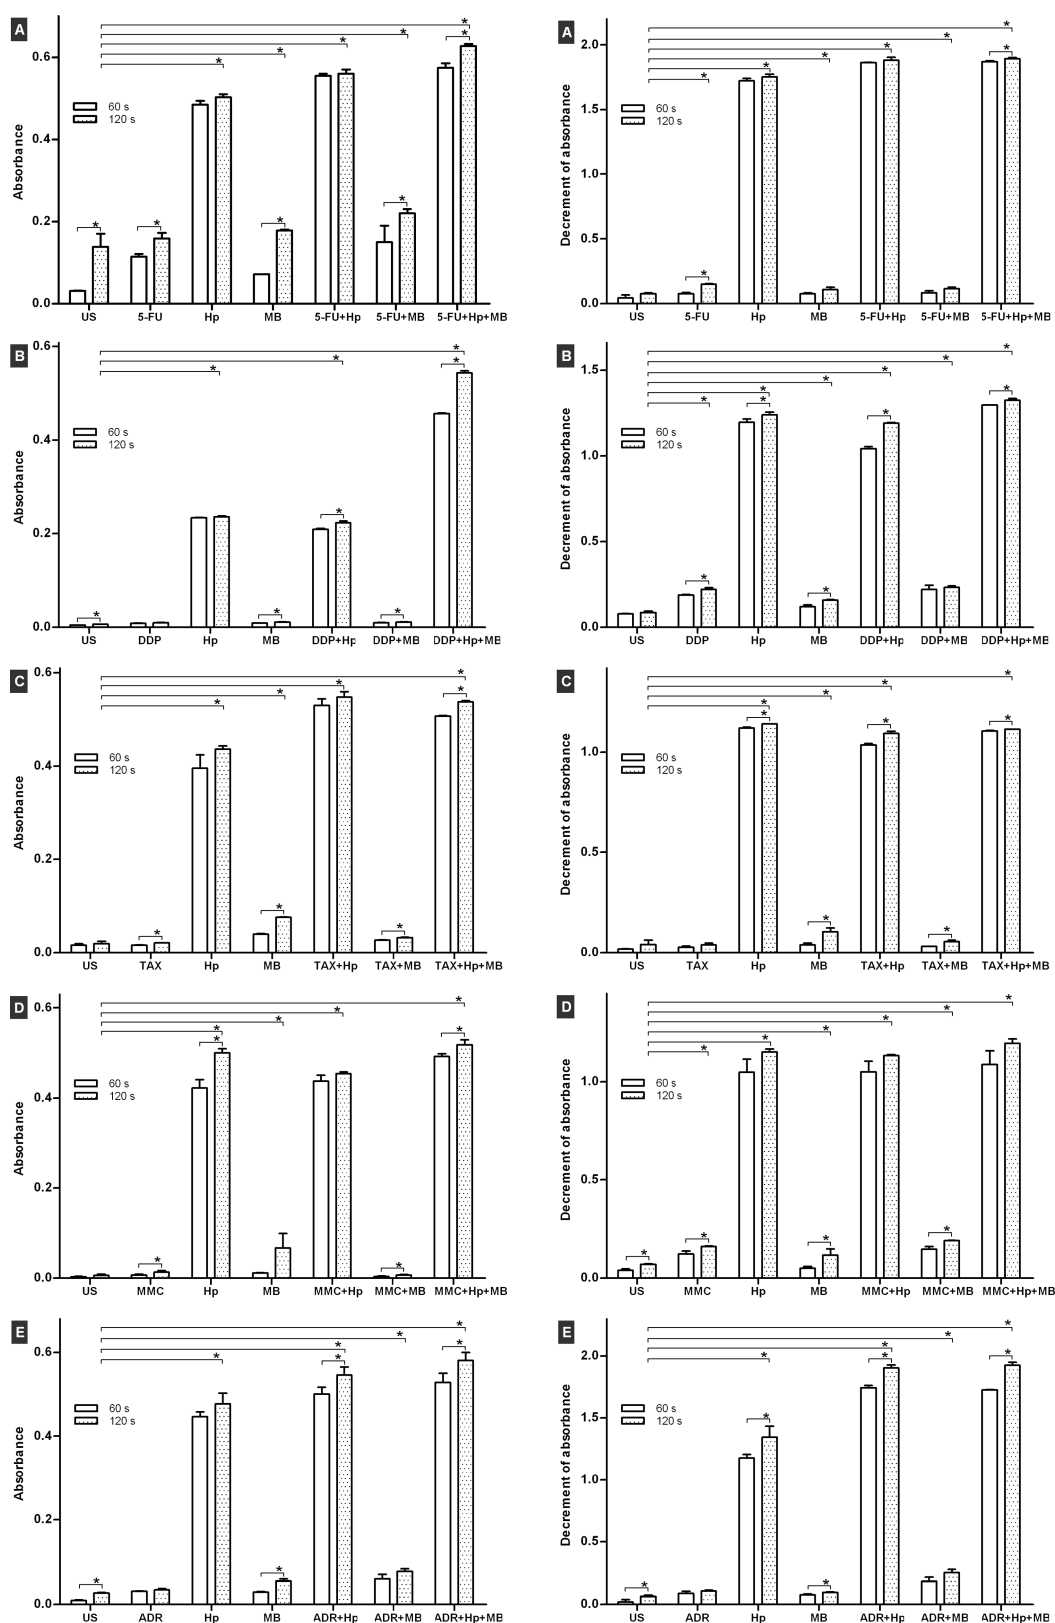 A
Absorbance
0.6
0.4
0.2
0.0
60 s
120 s
* * * * *
* * * * *
US 5-FU Hp MB 5-FU+Hp 5-FU+MB 5-FU+Hp+MB
A
Decrement of absorbance
2.0
1.5
1.0
0.5
0.0
60 s
120 s
* * * * * *
* *
US 5-FU Hp MB 5-FU+Hp 5-FU+MB 5-FU+Hp+MB
B
Absorbance
0.6
0.4
0.2
0.0
60 s
120 s
* * *
* * * * *
US DDP Hp MB DDP+Hp DDP+MB DDP+Hp+MB
B
Decrement of absorbance
1.5
1.0
0.5
0.0
60 s
120 s
* * * * * *
* * * * *
US DDP Hp MB DDP+Hp DDP+MB DDP+Hp+MB
C
Absorbance
0.6
0.4
0.2
0.0
60 s
120 s
* * * *
* * * *
US TAX Hp MB TAX+Hp TAX+MB TAX+Hp+MB
C
Decrement of absorbance
1.0
0.5
0.0
60 s
120 s
* * * *
* * * * *
US TAX Hp MB TAX+Hp TAX+MB TAX+Hp+MB
D
Absorbance
0.6
0.4
0.2
0.0
60 s
120 s
* * * *
* * * *
US MMC Hp MB MMC+Hp MMC+MB MMC+Hp+MB
D
Decrement of absorbance
1.0
0.5
0.0
60 s
120 s
* * * * * *
* * * *
US MMC Hp MB MMC+Hp MMC+MB MMC+Hp+MB
E
Absorbance
0.6
0.4
0.2
0.0
60 s
120 s
* * * *
* * * *
US ADR Hp MB ADR+Hp ADR+MB ADR+Hp+MB
E
Decrement of absorbance
2.0
1.5
1.0
0.5
0.0
60 s
120 s
* * * *
* * * * *
US ADR Hp MB ADR+Hp ADR+MB ADR+Hp+MB